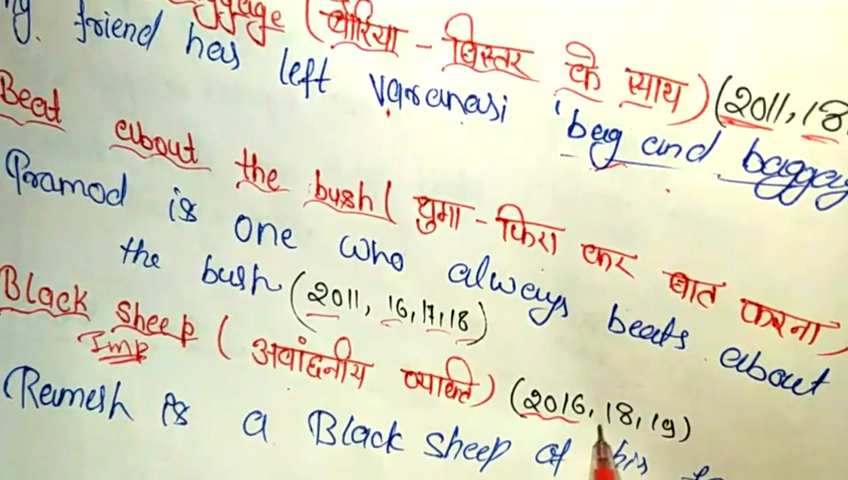 (बोरिया - बिस्तर के साथ) (2011, 18
friend has left varanasi 'bag and baggag
Beat about the bush ( घुमा - फिरा कर बात करना)
Pramod is one who always beats about
the bush (2011, 16, 17, 18)
Black sheep ( अवांछनीय व्यक्ति) (2016, 18, 19)
Imp
Ramesh is a Black sheep of his